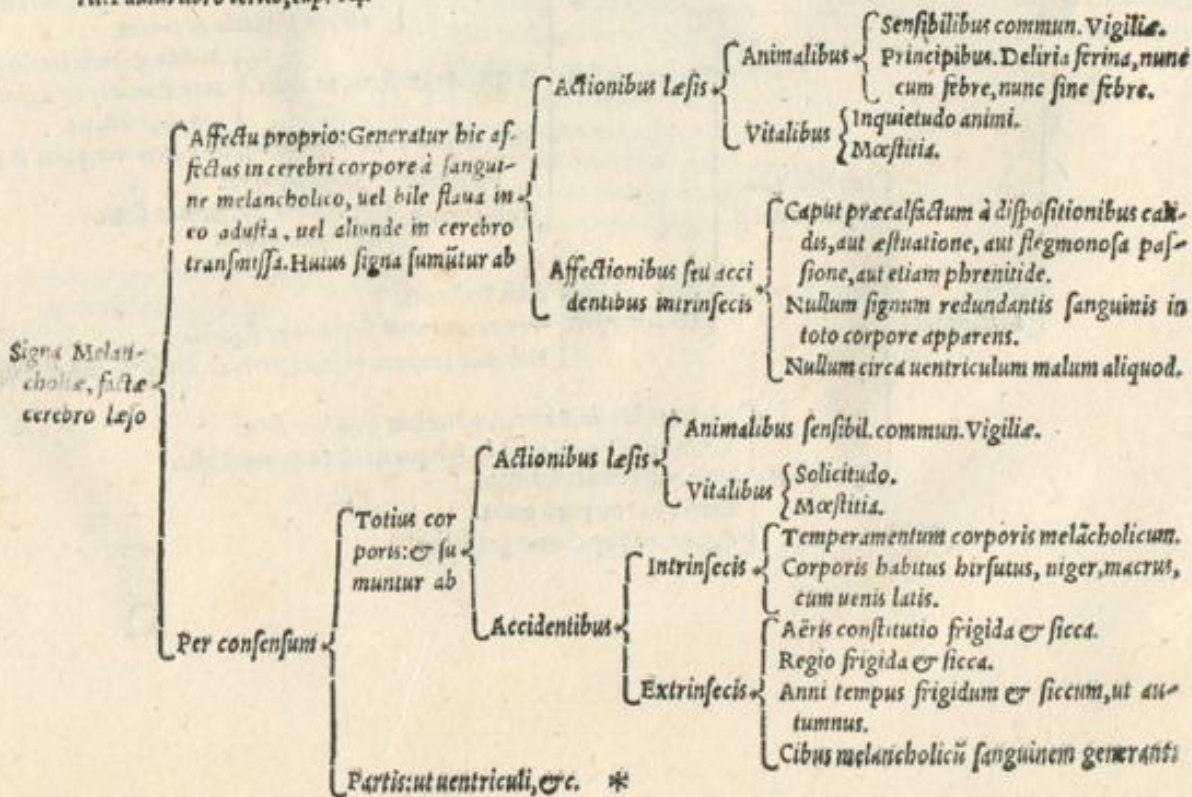 Senſibilibus commun. Vigiliæ.
Animalibus
Principibus. Deliria ferina, nunc
cum febre, nunc ſine febre.
Actionibus læſis
Vitalibus
Inquietudo animi.
Mœſtitia.
Affectu proprio: Generatur hic af-
fectus in cerebri corpore à ſangui-
ne melancholico, uel bile flaua in
eo aduſta, uel aliunde in cerebro
tranſmiſſa. Huius ſigna ſumũtur ab
Affectionibus ſeu acci
dentibus intrinſecis
Caput præcalfactum à diſpoſitionibus cali-
dis, aut æſtuatione, aut flegmonoſa paſ-
ſione, aut etiam phrenitide.
Nullum ſignum redundantis ſanguinis in
toto corpore apparens.
Nullum circa uentriculum malum aliquod.
Signa Melan-
choliæ, factæ
cerebro læſo
Animalibus ſenſibil. commun. Vigiliæ.
Actionibus læſis
Vitalibus
Solicitudo.
Mœſtitia.
Totius cor
poris: & ſu
muntur ab
Intrinſecis
Temperamentum corporis melãcholicum.
Corporis habitus hirſutus, niger, macrus,
cum uenis latis.
Accidentibus
Per conſenſum
Extrinſecis
Aëris conſtitutio frigida & ſicca.
Regio frigida & ſicca.
Anni tempus frigidum & ſiccum, ut au-
tumnus.
Cibus melancholicũ ſanguinem generans
Partis: ut uentriculi, &c. *